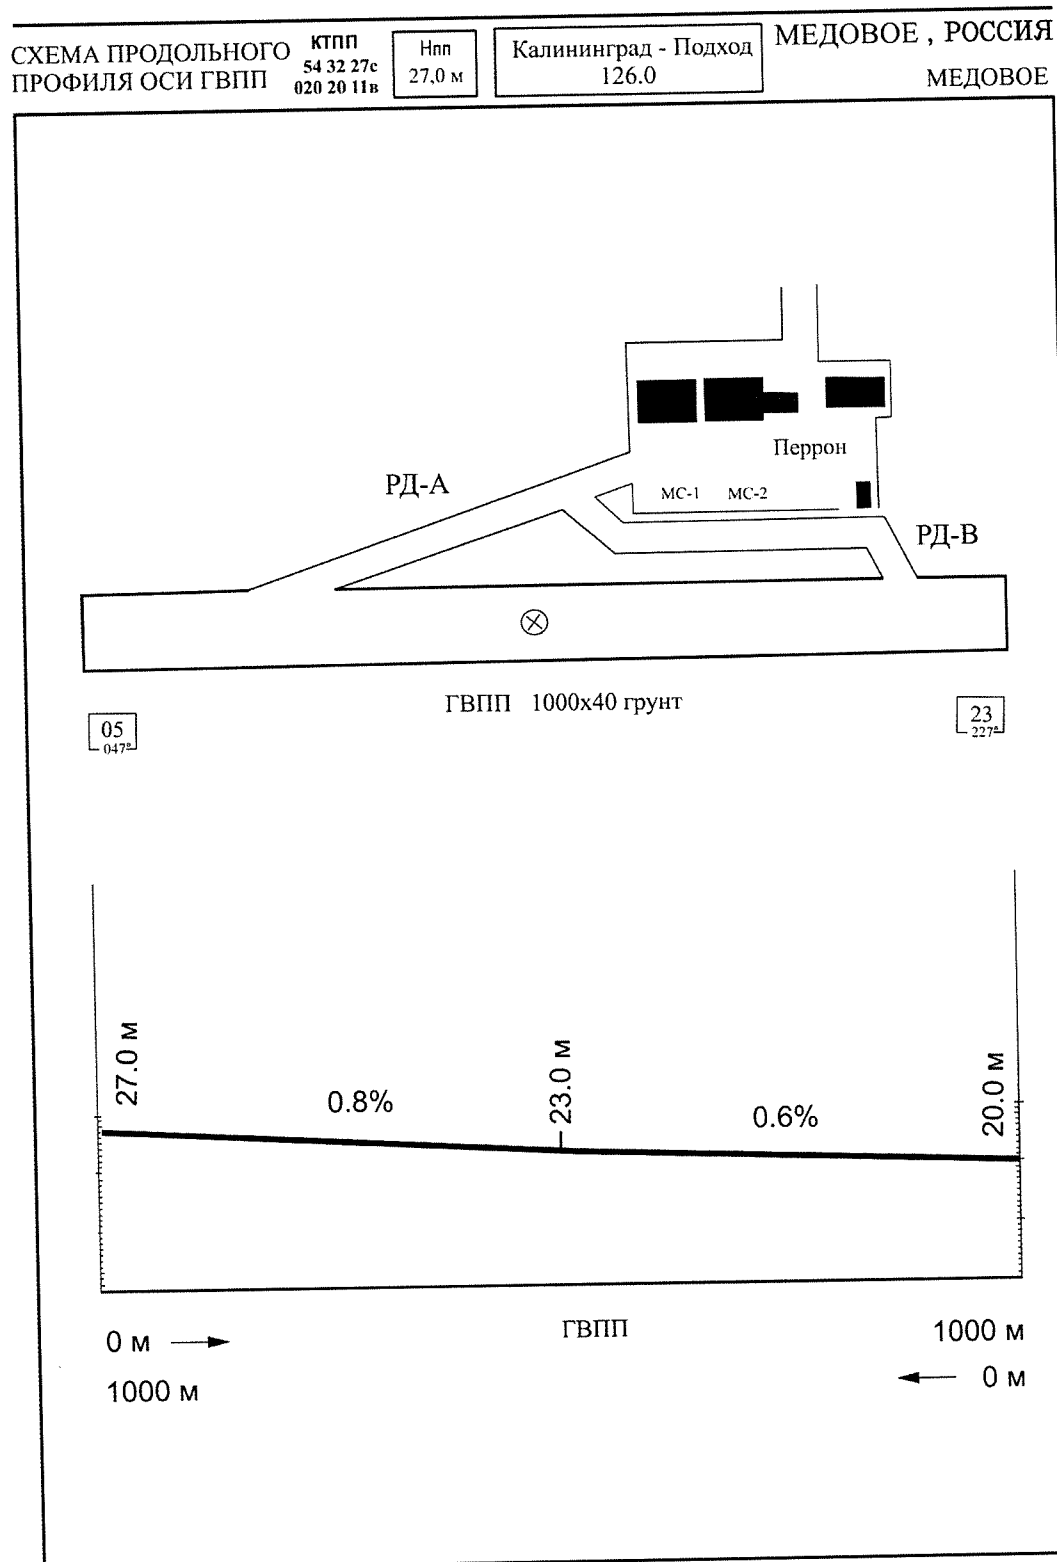 СХЕМА ПРОДОЛЬНОГО
ПРОФИЛЯ ОСИ ГВПП
КТПП
54 32 27с
020 20 11в
Нпп
27,0 м
Калининград - Подход
126.0
МЕДОВОЕ , РОССИЯ
МЕДОВОЕ
Перрон
РД-А
МС-1 МС-2
РД-В
ГВПП 1000х40 грунт
05
047°
23
227°
27.0 м
0.8%
23.0 м
0.6%
20.0 м
ГВПП
0 м
1000 м
1000 м
0 м